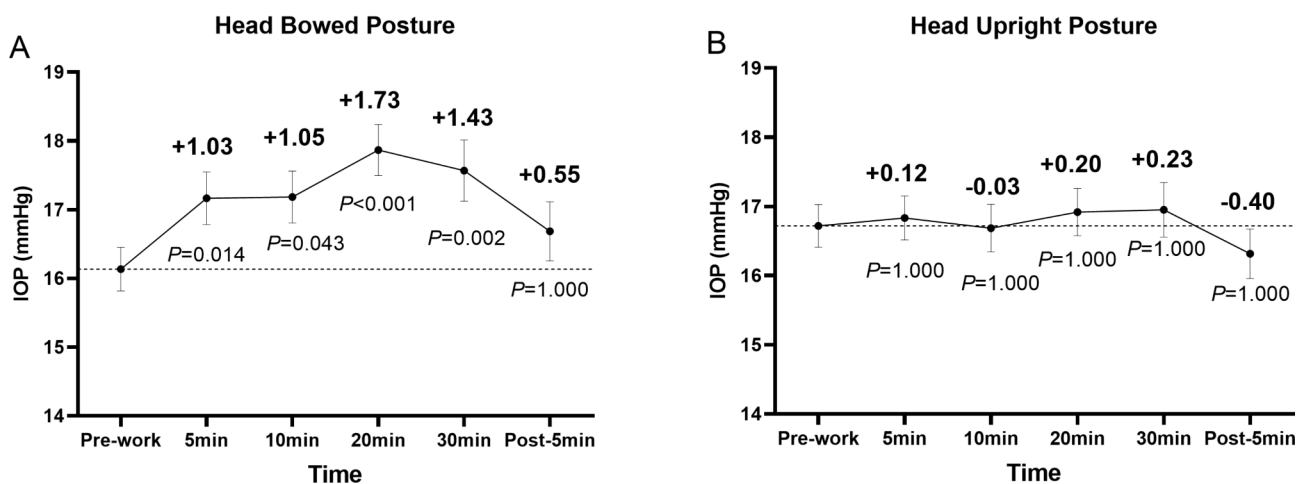 A
Head Bowed Posture
IOP (mmHg)
19
18
17
16
15
14
+1.03
+1.05
+1.73
+1.43
+0.55
P=0.014
P=0.043
P<0.001
P=0.002
P=1.000
Pre-work 5min 10min 20min 30min Post-5min
Time
B
Head Upright Posture
IOP (mmHg)
19
18
17
16
15
14
+0.12
-0.03
+0.20
+0.23
-0.40
P=1.000
P=1.000
P=1.000
P=1.000
P=1.000
Pre-work 5min 10min 20min 30min Post-5min
Time